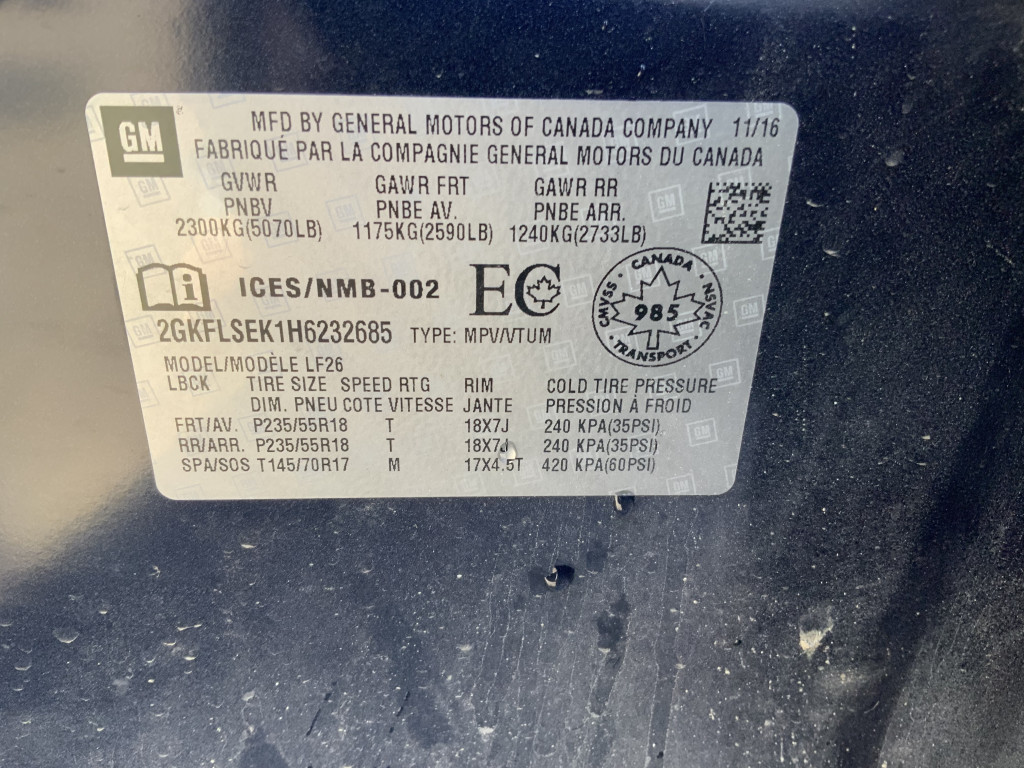 GM
MFD BY GENERAL MOTORS OF CANADA COMPANY 11/16
FABRIQUÉ PAR LA COMPAGNIE GENERAL MOTORS DU CANADA
GVWR GAWR FRT GAWR RR
PNBV PNBE AV. PNBE ARR.
2300KG(5070LB) 1175KG(2590LB) 1240KG(2733LB)
i ICES/NMB-002 EC
CANADA
CMVSS 985 NSVAC
TRANSPORT
2GKFLSEK1H6232685 TYPE: MPV/VTUM
MODEL/MODÈLE LF26
LBCK TIRE SIZE SPEED RTG RIM COLD TIRE PRESSURE
DIM. PNEU COTE VITESSE JANTE PRESSION À FROID
FRT/AV. P235/55R18 T 18X7J 240 KPA(35PSI)
RR/ARR. P235/55R18 T 18X7J 240 KPA(35PSI)
SPA/SOS T145/70R17 M 17X4.5T 420 KPA(60PSI)